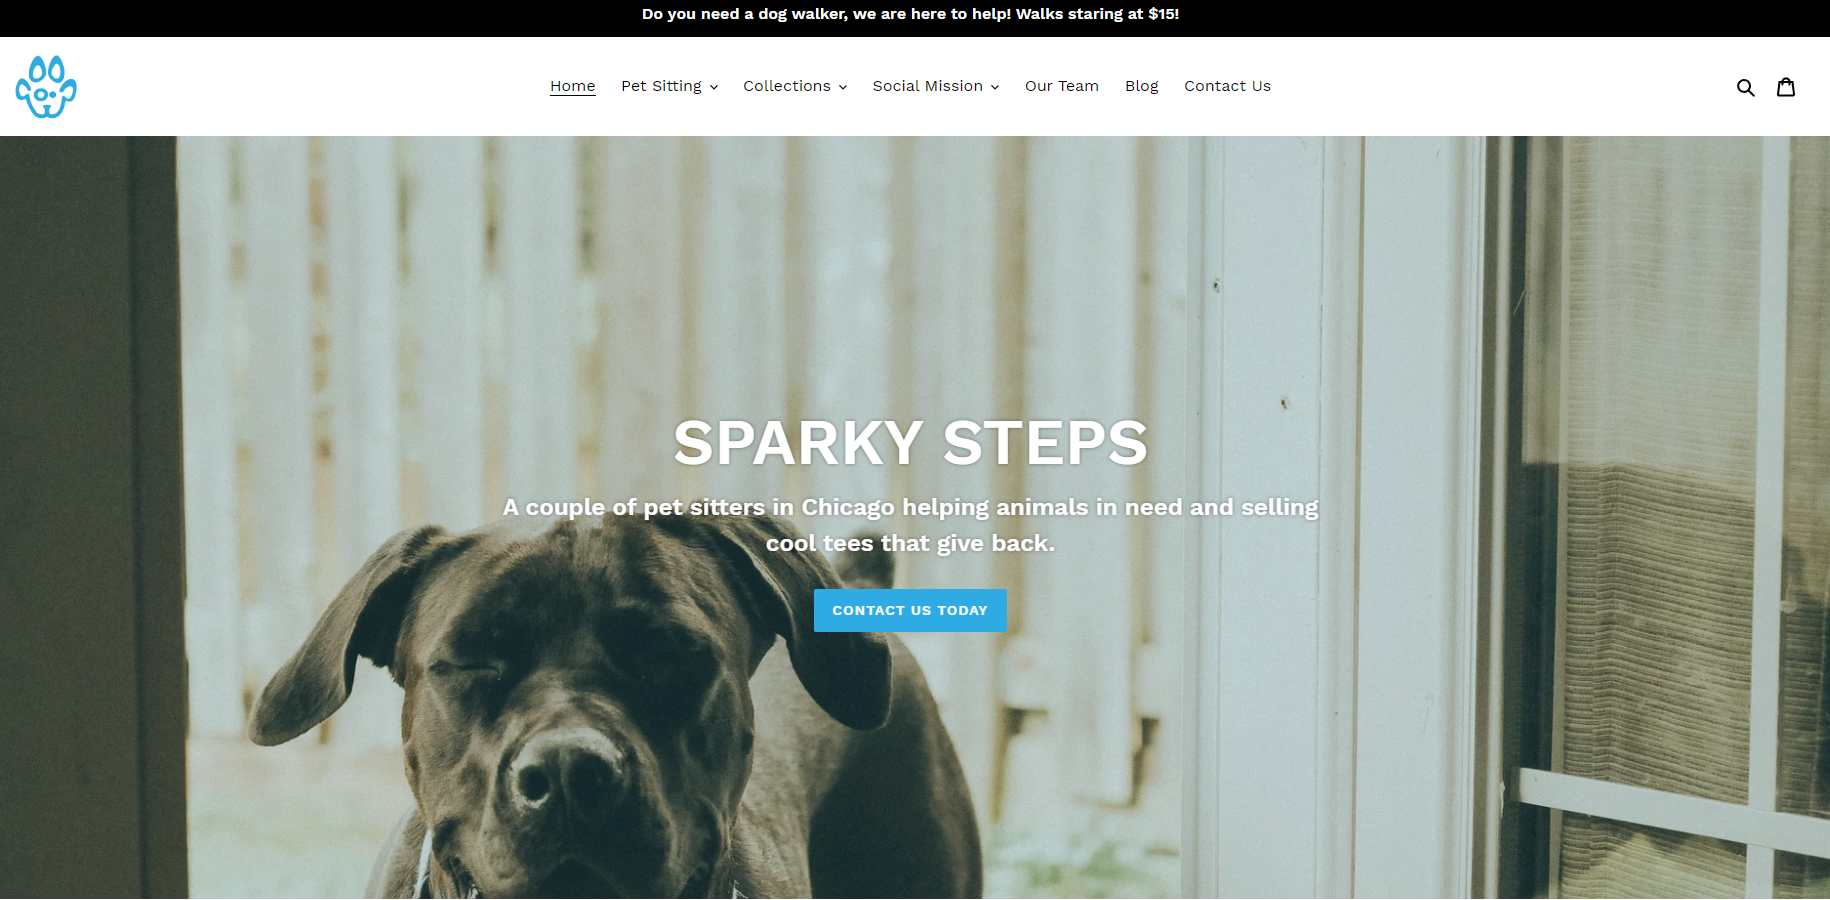 Do you need a dog walker, we are here to help! Walks staring at $15!
Home Pet Sitting Collections Social Mission Our Team Blog Contact Us
SPARKY STEPS
A couple of pet sitters in Chicago helping animals in need and selling
cool tees that give back.
CONTACT US TODAY